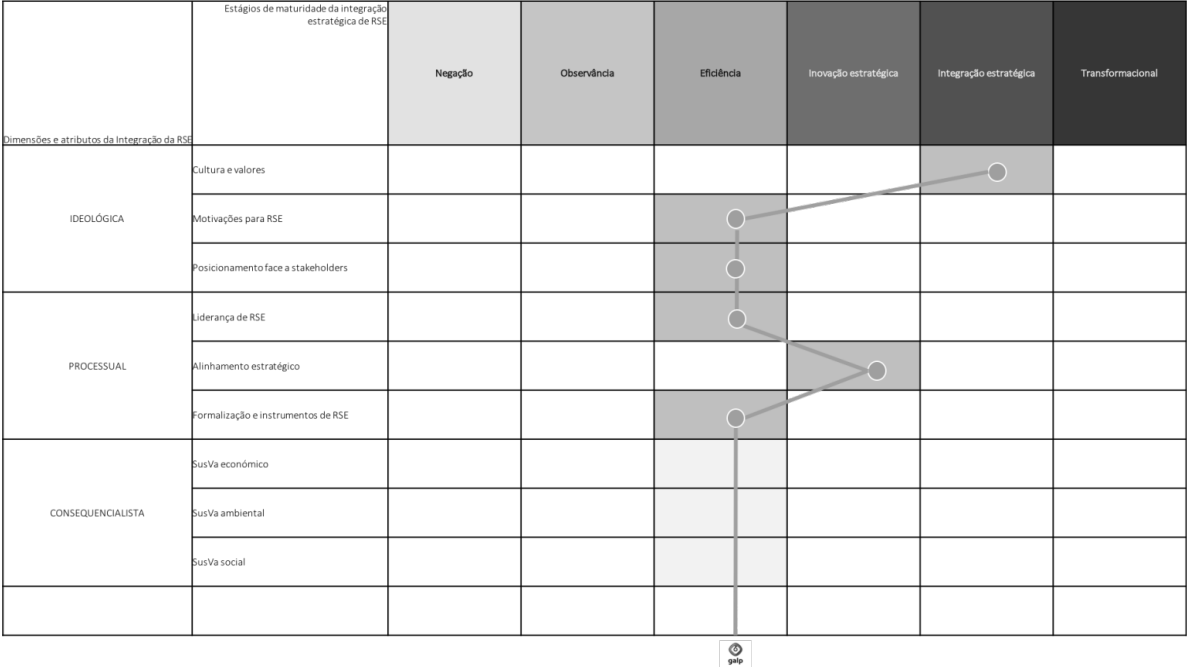 Estágios de maturidade da integração
estratégica de RSE
Dimensões e atributos da Integração da RSE
Negação
Observância
Eficiência
Inovação estratégica
Integração estratégica
Transformacional
IDEOLÓGICA
Cultura e valores
Motivações para RSE
Posicionamento face a stakeholders
PROCESSUAL
Liderança de RSE
Alinhamento estratégico
Formalização e instrumentos de RSE
CONSEQUENCIALISTA
SusVa económico
SusVa ambiental
SusVa social
galp